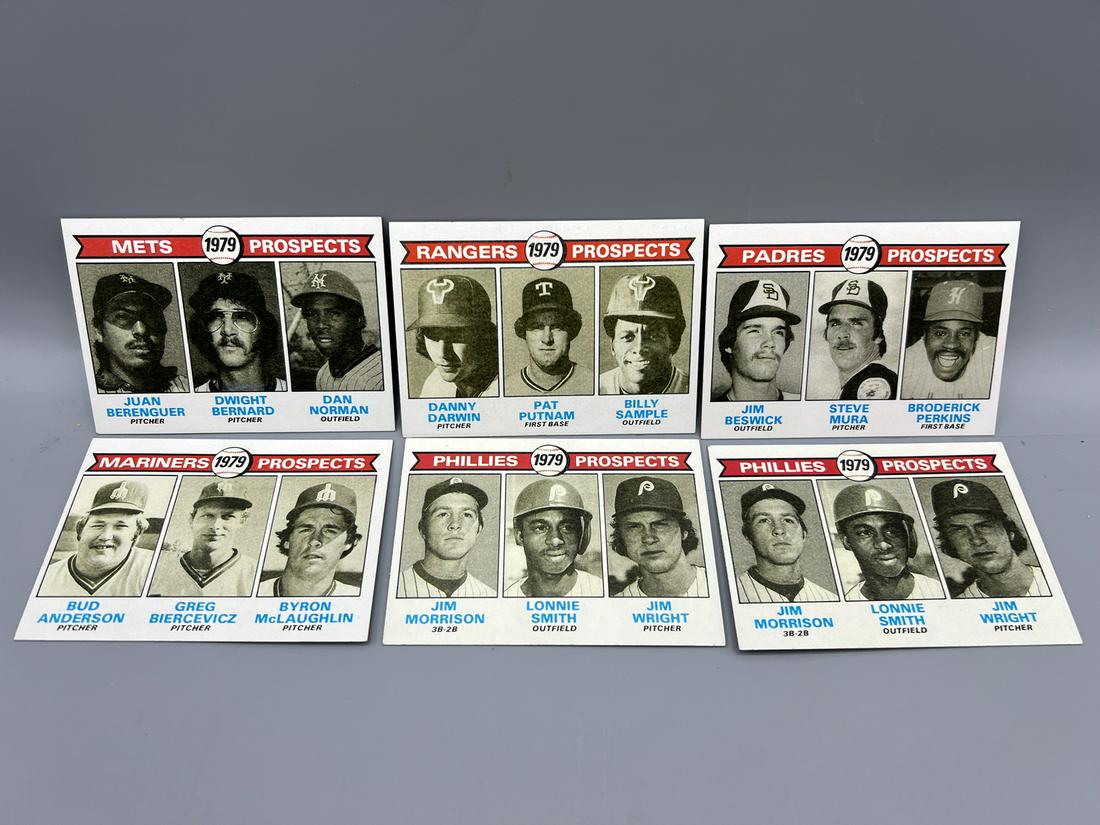 METS 1979 PROSPECTS
JUAN BERENGUER
PITCHER
DWIGHT BERNARD
PITCHER
DAN NORMAN
OUTFIELD
RANGERS 1979 PROSPECTS
T
DANNY DARWIN
PITCHER
PAT PUTNAM
FIRST BASE
BILLY SAMPLE
OUTFIELD
PADRES 1979 PROSPECTS
SD
SD
H
JIM BESWICK
OUTFIELD
STEVE MURA
PITCHER
BRODERICK PERKINS
FIRST BASE
MARINERS 1979 PROSPECTS
BUD ANDERSON
PITCHER
GREG BIERCEVICZ
PITCHER
BYRON McLAUGHLIN
PITCHER
PHILLIES 1979 PROSPECTS
P
P
JIM MORRISON
3B-2B
LONNIE SMITH
OUTFIELD
JIM WRIGHT
PITCHER
PHILLIES 1979 PROSPECTS
P
P
JIM MORRISON
3B-2B
LONNIE SMITH
OUTFIELD
JIM WRIGHT
PITCHER